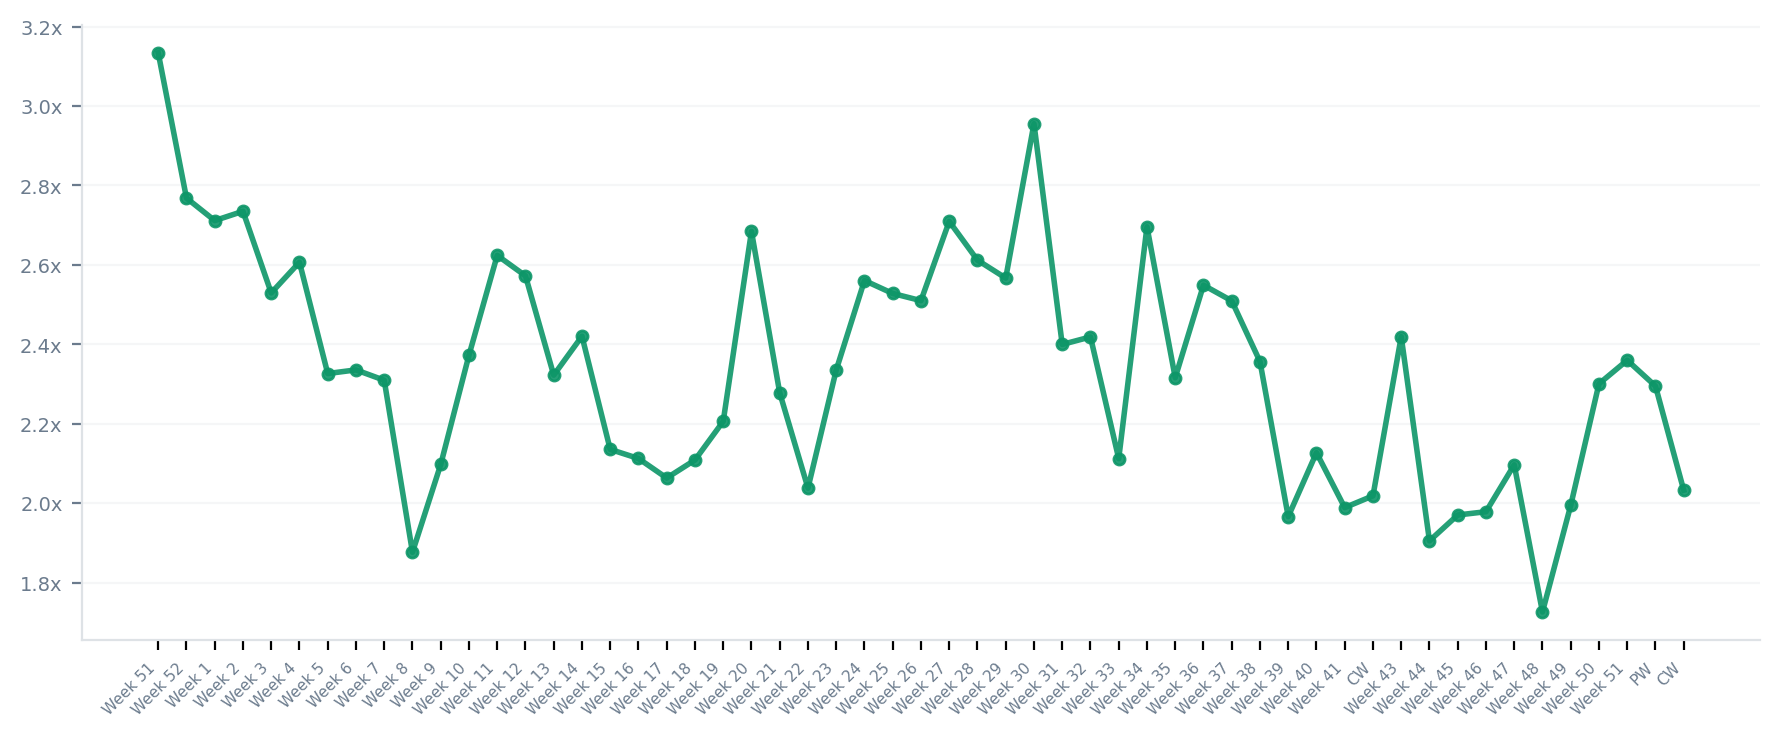 3.2x
3.0x
2.8x
2.6x
2.4x
2.2x
2.0x
1.8x
Week 51
Week 52
Week 1
Week 2
Week 3
Week 4
Week 5
Week 6
Week 7
Week 8
Week 9
Week 10
Week 11
Week 12
Week 13
Week 14
Week 15
Week 16
Week 17
Week 18
Week 19
Week 20
Week 21
Week 22
Week 23
Week 24
Week 25
Week 26
Week 27
Week 28
Week 29
Week 30
Week 31
Week 32
Week 33
Week 34
Week 35
Week 36
Week 37
Week 38
Week 39
Week 40
Week 41
CW
Week 43
Week 44
Week 45
Week 46
Week 47
Week 48
Week 49
Week 50
Week 51
PW
CW